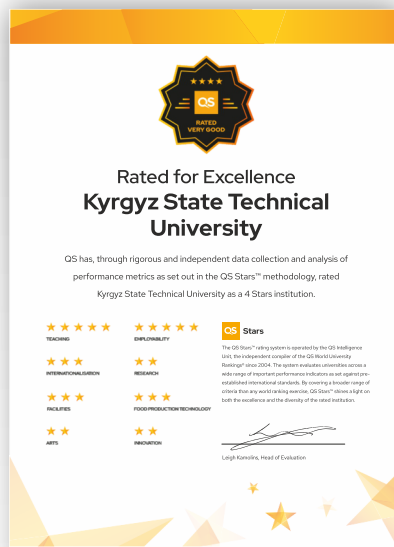 QS
RATED
VERY GOOD
Rated for Excellence
Kyrgyz State Technical
University
QS has, through rigorous and independent data collection and analysis of
performance metrics as set out in the QS Stars™ methodology, rated
Kyrgyz State Technical University as a 4 Stars institution.
TEACHING
EMPLOYABILITY
INTERNATIONALISATION
RESEARCH
FACILITIES
FOOD PRODUCTION TECHNOLOGY
ARTS
INNOVATION
QS Stars
The QS Stars™ rating system is operated by the QS Intelligence
Unit, the independent compiler of the QS World University
Rankings® since 2004. The system evaluates universities across a
wide range of important performance indicators as set against pre-
established international standards. By covering a broader range of
criteria than any world ranking exercise, QS Stars™ shines a light on
both the excellence and the diversity of the rated institution.
Leigh Kamolins, Head of Evaluation